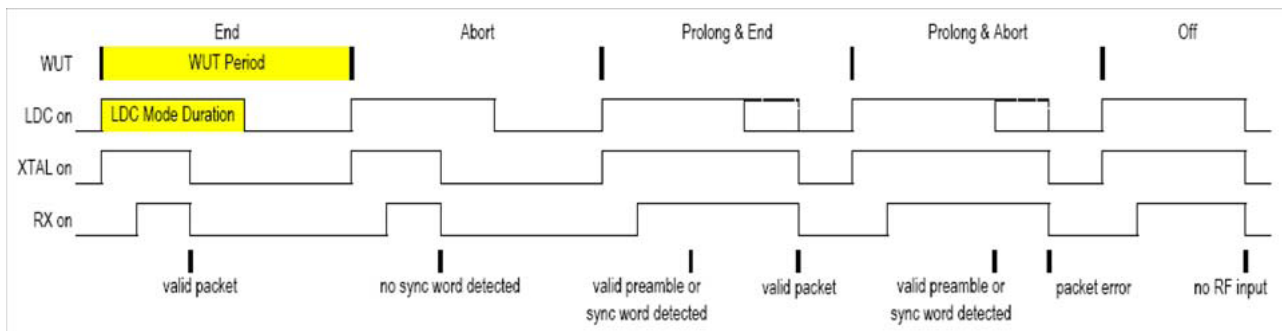 End Abort Prolong & End Prolong & Abort Off
WUT WUT Period
LDC on LDC Mode Duration
XTAL on
RX on
valid packet
no sync word detected
valid preamble or
sync word detected
valid packet
valid preamble or
sync word detected
packet error
no RF input